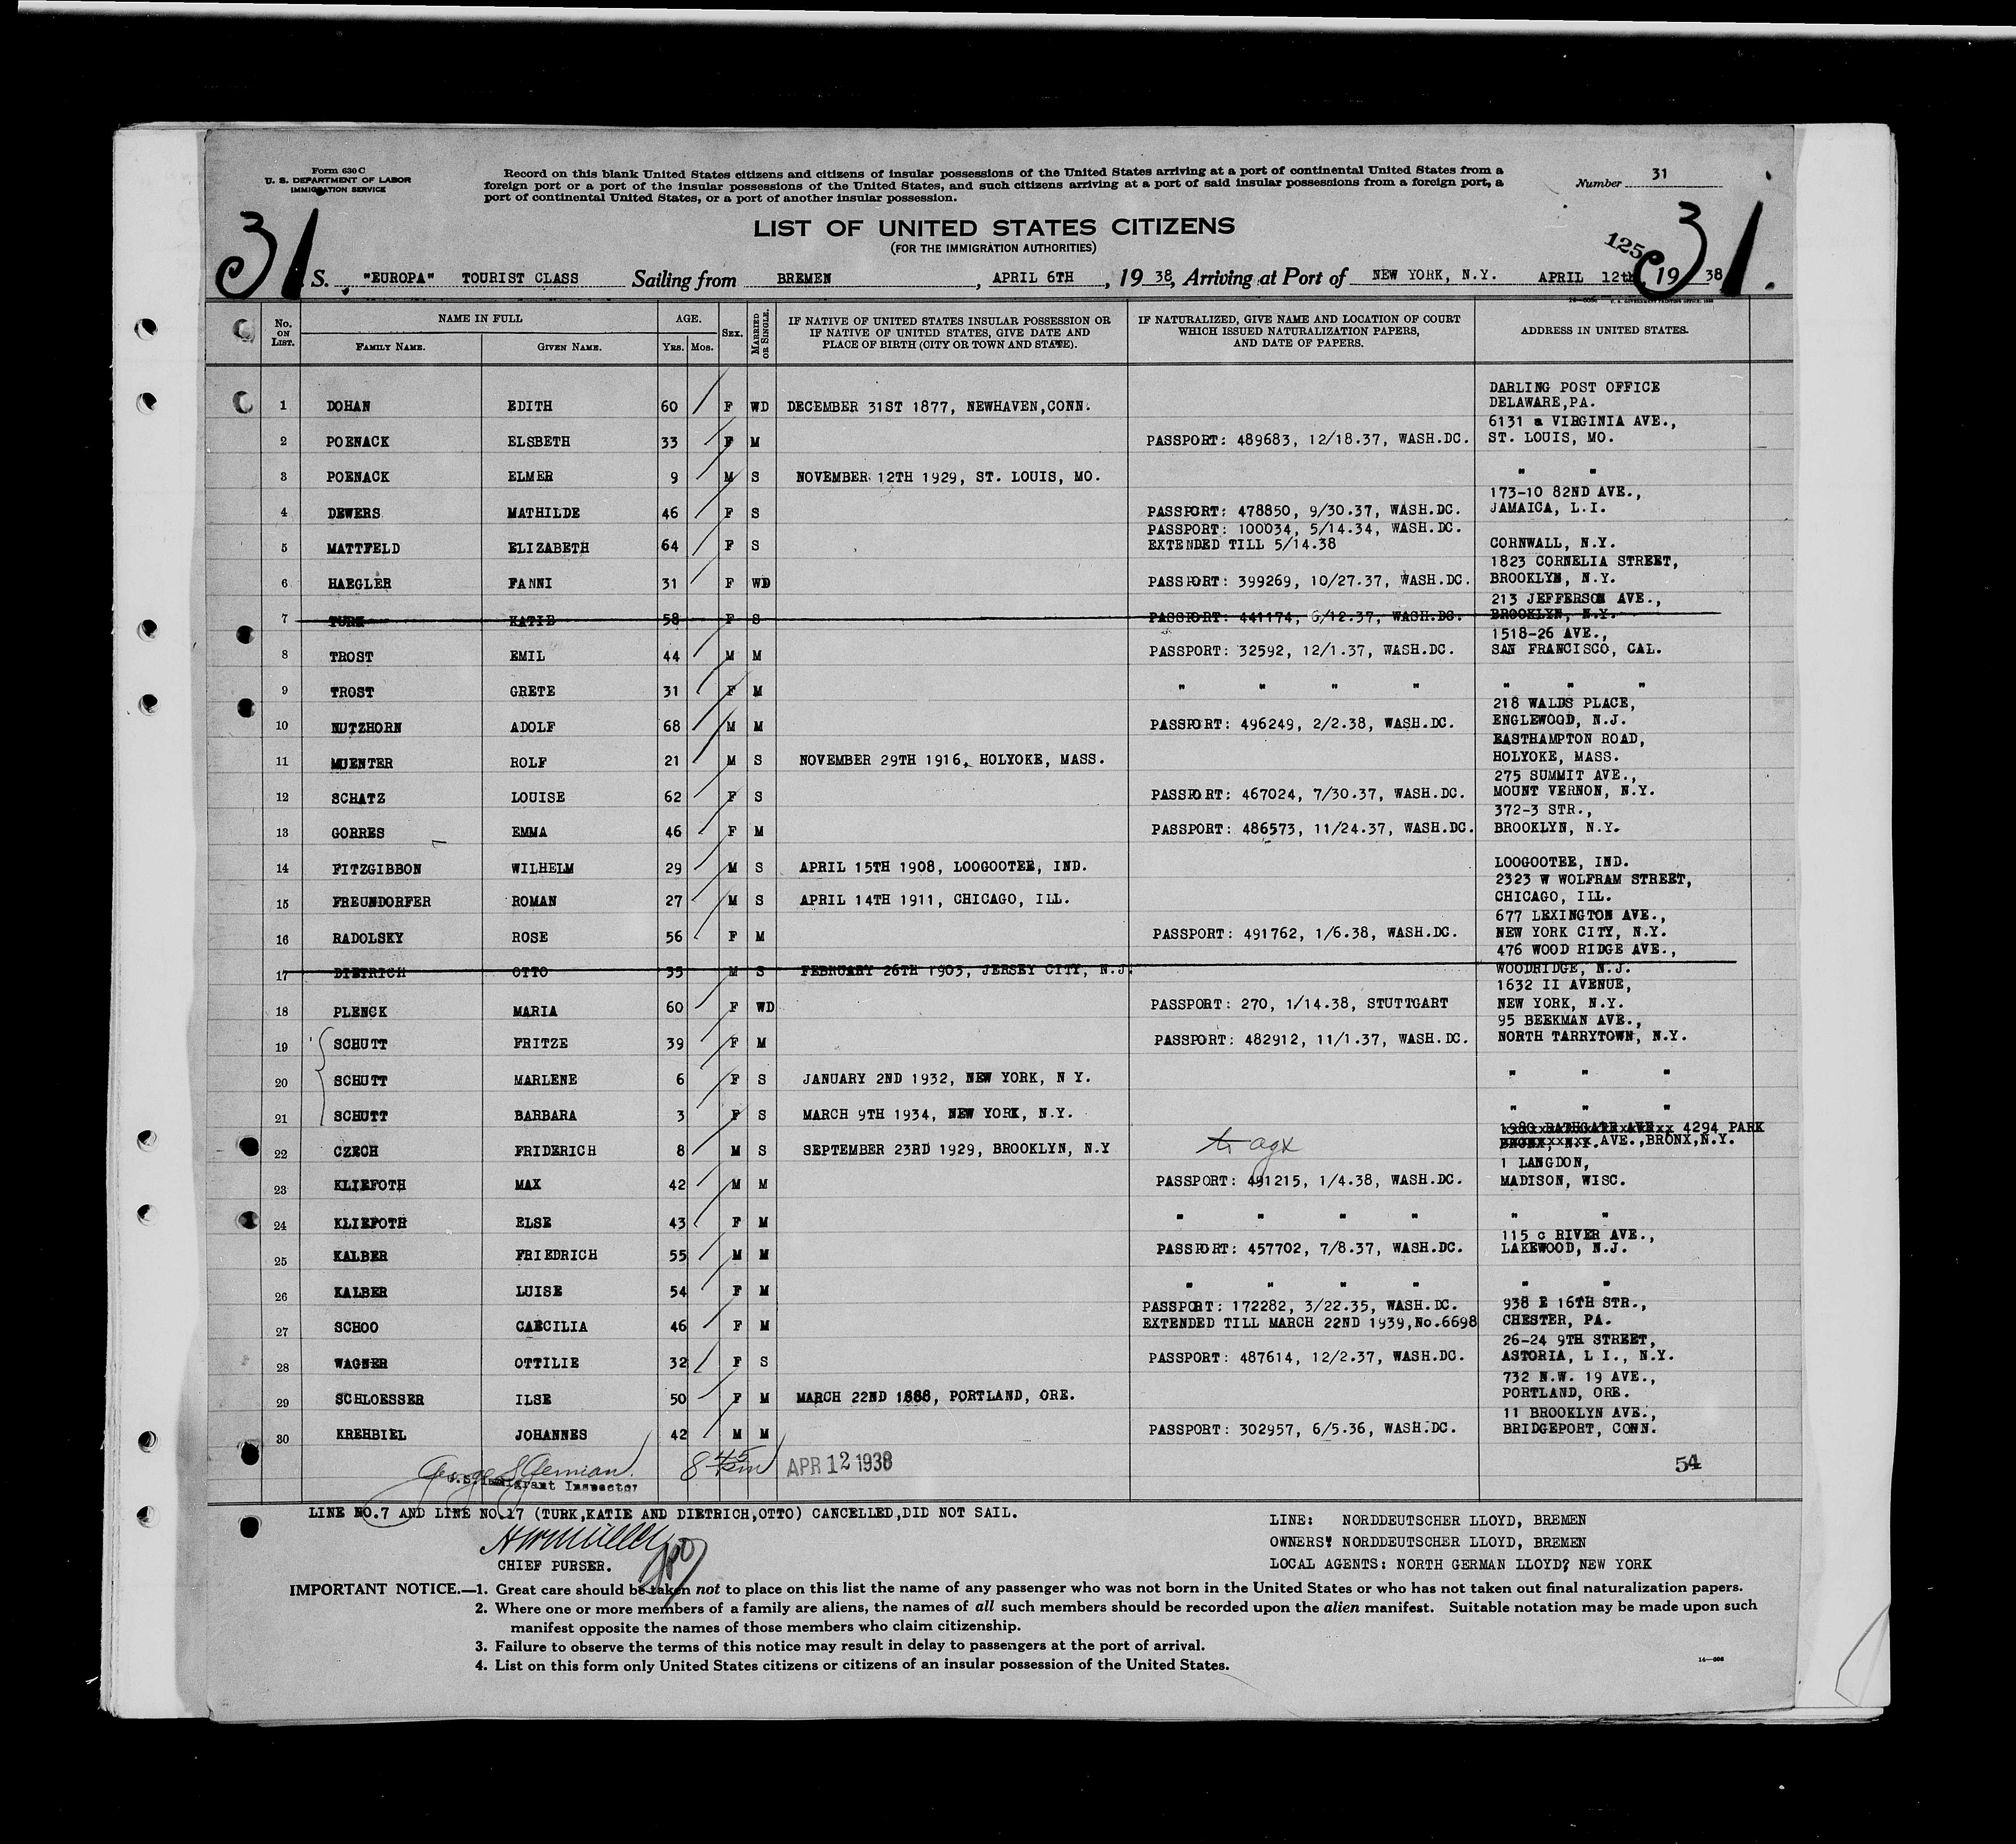 Form 630 C
U. S. DEPARTMENT OF LABOR
IMMIGRATION SERVICE
Record on this blank United States citizens and citizens of insular possessions of the United States arriving at a port of continental United States from a
foreign port or a port of the insular possessions of the United States, and such citizens arriving at a port of said insular possessions from a foreign port, a
port of continental United States, or a port of another insular possession.
Number 31
31
31
LIST OF UNITED STATES CITIZENS
(FOR THE IMMIGRATION AUTHORITIES)
125
S. "EUROPA" TOURIST CLASS Sailing from BREMEN, APRIL 6TH, 19 38, Arriving at Port of NEW YORK, N.Y. APRIL 12th 19 38
No. ON LIST. NAME IN FULL AGE. SEX. MARRIED OR SINGLE. IF NATIVE OF UNITED STATES INSULAR POSSESSION OR IF NATIVE OF UNITED STATES, GIVE DATE AND PLACE OF BIRTH (CITY OR TOWN AND STATE). IF NATURALIZED, GIVE NAME AND LOCATION OF COURT WHICH ISSUED NATURALIZATION PAPERS, AND DATE OF PAPERS. ADDRESS IN UNITED STATES.
FAMILY NAME. GIVEN NAME. YRS. MOS.
DARLING POST OFFICE
1 DOHAN EDITH 60 F WD DECEMBER 31ST 1877, NEWHAVEN,CONN. DELAWARE,PA.
6131 a VIRGINIA AVE.,
2 POENACK ELSBETH 33 F M PASSPORT: 489683, 12/18.37, WASH.DC. ST. LOUIS, MO.
3 POENACK ELMER 9 M S NOVEMBER 12TH 1929, ST. LOUIS, MO. " "
173-10 82ND AVE.,
4 DEWERS MATHILDE 46 F S PASSPORT: 478850, 9/30.37, WASH.DC. JAMAICA, L.I.
PASSPORT: 100034, 5/14.34, WASH.DC.
5 MATTFELD ELIZABETH 64 F S EXTENDED TILL 5/14.38 CORNWALL, N.Y.
1823 CORNELIA STREET,
6 HAEGLER FANNI 31 F WD PASSPORT: 399269, 10/27.37, WASH.DC. BROOKLYN, N.Y.
213 JEFFERSON AVE.,
7 TURK KATIE 58 F S PASSPORT: 441174, 6/12.37, WASH.DC. BROOKLYN, N.Y.
1518-26 AVE.,
8 TROST EMIL 44 M M PASSPORT: 32592, 12/1.37, WASH.DC. SAN FRANCISCO, CAL.
9 TROST GRETE 31 F M " " " " " " "
218 WALDS PLACE,
10 NUTZHORN ADOLF 68 M M PASSPORT: 496249, 2/2.38, WASH.DC. ENGLEWOOD, N.J.
EASTHAMPTON ROAD,
11 MUENTER ROLF 21 M S NOVEMBER 29TH 1916, HOLYOKE, MASS. HOLYOKE, MASS.
275 SUMMIT AVE.,
12 SCHATZ LOUISE 62 F S PASSPORT: 467024, 7/30.37, WASH.DC. MOUNT VERNON, N.Y.
372-3 STR.,
13 GORRES EMMA 46 F M PASSPORT: 486573, 11/24.37, WASH.DC. BROOKLYN, N.Y.
14 FITZGIBBON WILHELM 29 M S APRIL 15TH 1908, LOOGOOTEE, IND. LOOGOOTEE, IND.
2323 W WOLFRAM STREET,
15 FREUNDORFER ROMAN 27 M S APRIL 14TH 1911, CHICAGO, ILL. CHICAGO, ILL.
677 LEXINGTON AVE.,
16 RADOLSKY ROSE 56 F M PASSPORT: 491762, 1/6.38, WASH.DC. NEW YORK CITY, N.Y.
476 WOOD RIDGE AVE.,
17 DIETRICH OTTO 35 M S FEBRUARY 26TH 1903, JERSEY CITY, N.J. WOODRIDGE, N.J.
1632 II AVENUE,
18 PLENCK MARIA 60 F WD PASSPORT: 270, 1/14.38, STUTTGART NEW YORK, N.Y.
95 BEEKMAN AVE.,
19 SCHUTT FRITZE 39 F M PASSPORT: 482912, 11/1.37, WASH.DC. NORTH TARRYTOWN, N.Y.
20 SCHUTT MARLENE 6 F S JANUARY 2ND 1932, NEW YORK, N Y. " " "
21 SCHUTT BARBARA 3 F S MARCH 9TH 1934, NEW YORK, N.Y. " " "
1980 BATHGATE AVE 4294 PARK
22 CZECH FRIDERICH 8 M S SEPTEMBER 23RD 1929, BROOKLYN, N.Y BRONX, N.Y. AVE.,BRONX,N.Y.
1 LANGDON,
23 KLIEFOTH MAX 42 M M PASSPORT: 491215, 1/4.38, WASH.DC. MADISON, WISC.
24 KLIEFOTH ELSE 43 F M " " " " " "
115 c RIVER AVE.,
25 KALBER FRIEDRICH 55 M M PASSPORT: 457702, 7/8.37, WASH.DC. LAKEWOOD, N.J.
26 KALBER LUISE 54 F M " " " " " "
PASSPORT: 172282, 3/22.35, WASH.DC. 938 E 16TH STR.,
27 SCHOO CAECILIA 46 F M EXTENDED TILL MARCH 22ND 1939,No.6698 CHESTER, PA.
26-24 9TH STREET,
28 WAGNER OTTILIE 32 F S PASSPORT: 487614, 12/2.37, WASH.DC. ASTORIA, L I., N.Y.
732 N.W. 19 AVE.,
29 SCHLOESSER ILSE 50 F M MARCH 22ND 1888, PORTLAND, ORE. PORTLAND, ORE.
11 BROOKLYN AVE.,
30 KREHBIEL JOHANNES 42 M M PASSPORT: 302957, 6/5.36, WASH.DC. BRIDGEPORT, CONN.
8 45 APR 12 1938 54
U.S. Immigrant Inspector
LINE NO.7 AND LINE NO.17 (TURK,KATIE AND DIETRICH,OTTO) CANCELLED,DID NOT SAIL.
CHIEF PURSER.
LINE: NORDDEUTSCHER LLOYD, BREMEN
OWNERS: NORDDEUTSCHER LLOYD, BREMEN
LOCAL AGENTS: NORTH GERMAN LLOYD, NEW YORK
IMPORTANT NOTICE.—1. Great care should be taken not to place on this list the name of any passenger who was not born in the United States or who has not taken out final naturalization papers.
2. Where one or more members of a family are aliens, the names of all such members should be recorded upon the alien manifest. Suitable notation may be made upon such
manifest opposite the names of those members who claim citizenship.
3. Failure to observe the terms of this notice may result in delay to passengers at the port of arrival.
4. List on this form only United States citizens or citizens of an insular possession of the United States.